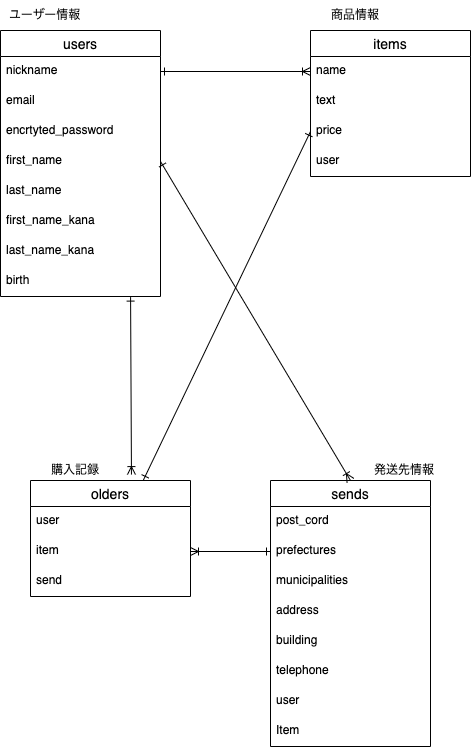 ユーザー情報
users
nickname
email
encrtyted_password
first_name
last_name
first_name_kana
last_name_kana
birth
商品情報
items
name
text
price
user
購入記録
olders
user
item
send
発送先情報
sends
post_cord
prefectures
municipalities
address
building
telephone
user
Item